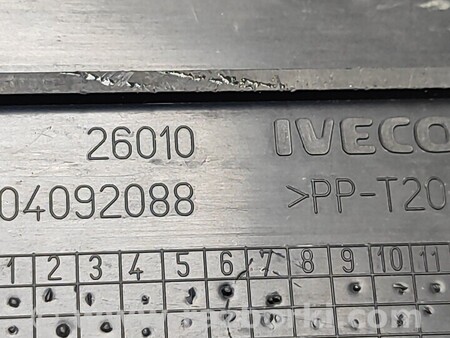 26010 IVECO
04092088 >PP-T20
1 2 3 4 5 6 7 8 9 10 11